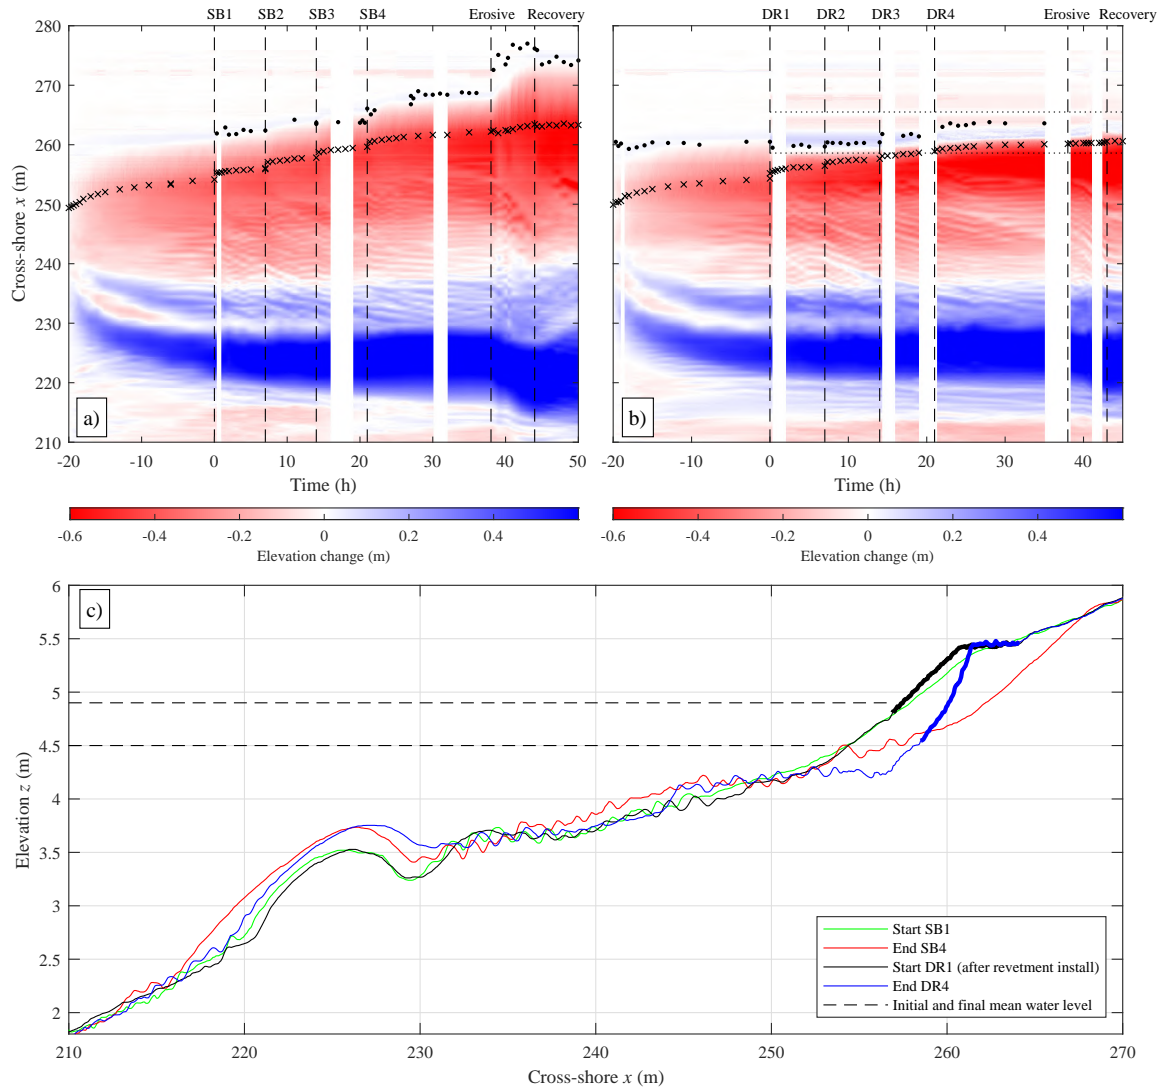 SB1 SB2 SB3 SB4 Erosive Recovery
DR1 DR2 DR3 DR4 Erosive Recovery
280
270
260
250
240
230
220
210
Cross-shore x (m)
a)
b)
-20 -10 0 10 20 30 40 50
-20 -10 0 10 20 30 40
Time (h)
Time (h)
-0.6 -0.4 -0.2 0 0.2 0.4
-0.6 -0.4 -0.2 0 0.2 0.4
Elevation change (m)
Elevation change (m)
c)
6
5.5
5
4.5
4
3.5
3
2.5
2
Elevation z (m)
Start SB1
End SB4
Start DR1 (after revetment install)
End DR4
Initial and final mean water level
210 220 230 240 250 260 270
Cross-shore x (m)